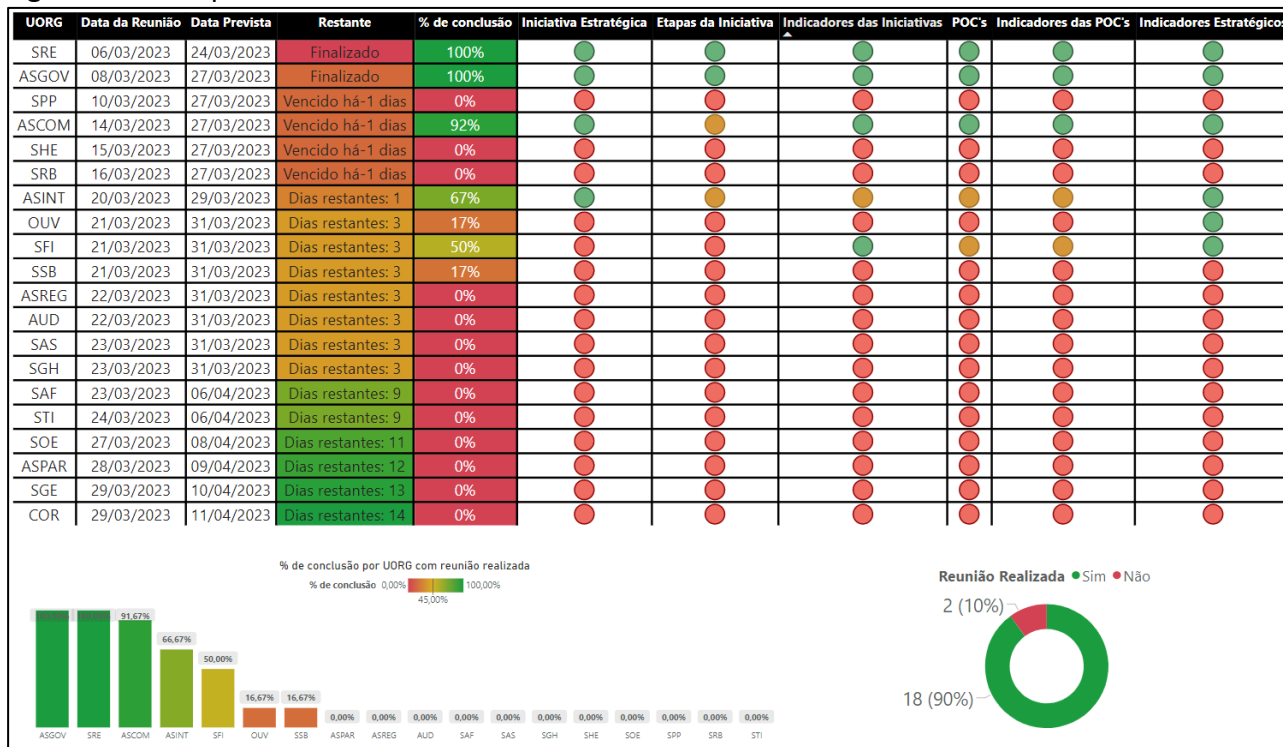 UORG Data da Reunião Data Prevista Restante % de conclusão Iniciativa Estratégica Etapas da Iniciativa Indicadores das Iniciativas POC's Indicadores das POC's Indicadores Estratégicos
SRE 06/03/2023 24/03/2023 Finalizado 100%
ASGOV 08/03/2023 27/03/2023 Finalizado 100%
SPP 10/03/2023 27/03/2023 Vencido há-1 dias 0%
ASCOM 14/03/2023 27/03/2023 Vencido há-1 dias 92%
SHE 15/03/2023 27/03/2023 Vencido há-1 dias 0%
SRB 16/03/2023 27/03/2023 Vencido há-1 dias 0%
ASINT 20/03/2023 29/03/2023 Dias restantes: 1 67%
OUV 21/03/2023 31/03/2023 Dias restantes: 3 17%
SFI 21/03/2023 31/03/2023 Dias restantes: 3 50%
SSB 21/03/2023 31/03/2023 Dias restantes: 3 17%
ASREG 22/03/2023 31/03/2023 Dias restantes: 3 0%
AUD 22/03/2023 31/03/2023 Dias restantes: 3 0%
SAS 23/03/2023 31/03/2023 Dias restantes: 3 0%
SGH 23/03/2023 31/03/2023 Dias restantes: 3 0%
SAF 23/03/2023 06/04/2023 Dias restantes: 9 0%
STI 24/03/2023 06/04/2023 Dias restantes: 9 0%
SOE 27/03/2023 08/04/2023 Dias restantes: 11 0%
ASPAR 28/03/2023 09/04/2023 Dias restantes: 12 0%
SGE 29/03/2023 10/04/2023 Dias restantes: 13 0%
COR 29/03/2023 11/04/2023 Dias restantes: 14 0%
% de conclusão por UORG com reunião realizada
% de conclusão 0,00% 100,00%
45,00%
91,67%
66,67%
50,00%
16,67% 16,67%
0,00% 0,00% 0,00% 0,00% 0,00% 0,00% 0,00% 0,00% 0,00% 0,00% 0,00%
ASGOV SRE ASCOM ASINT SFI OUV SSB ASPAR ASREG AUD SAF SAS SGH SHE SOE SPP SRB STI
Reunião Realizada Sim Não
2 (10%)
18 (90%)